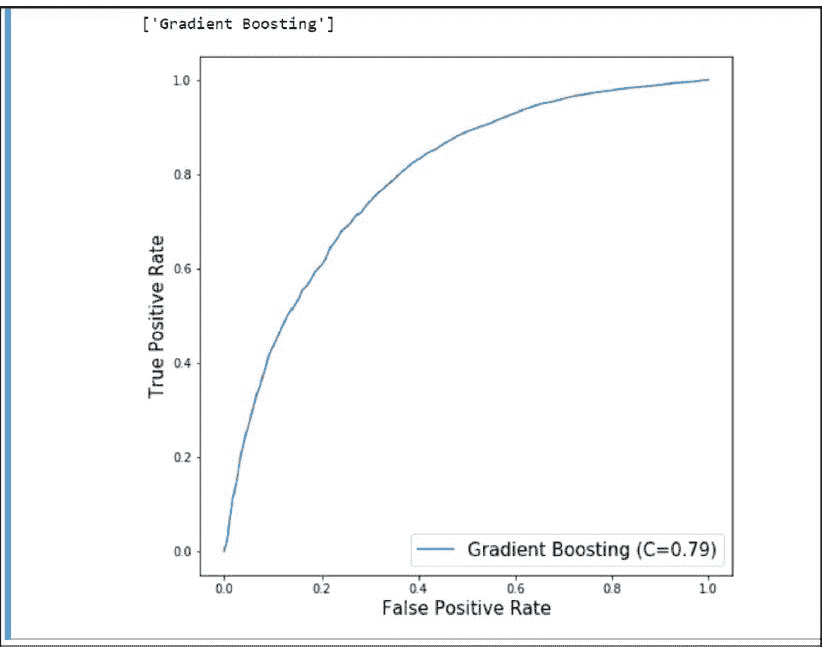 ['Gradient Boosting']
1.0
0.8
0.6
0.4
0.2
0.0
True Positive Rate
Gradient Boosting (C=0.79)
0.0 0.2 0.4 0.6 0.8 1.0
False Positive Rate